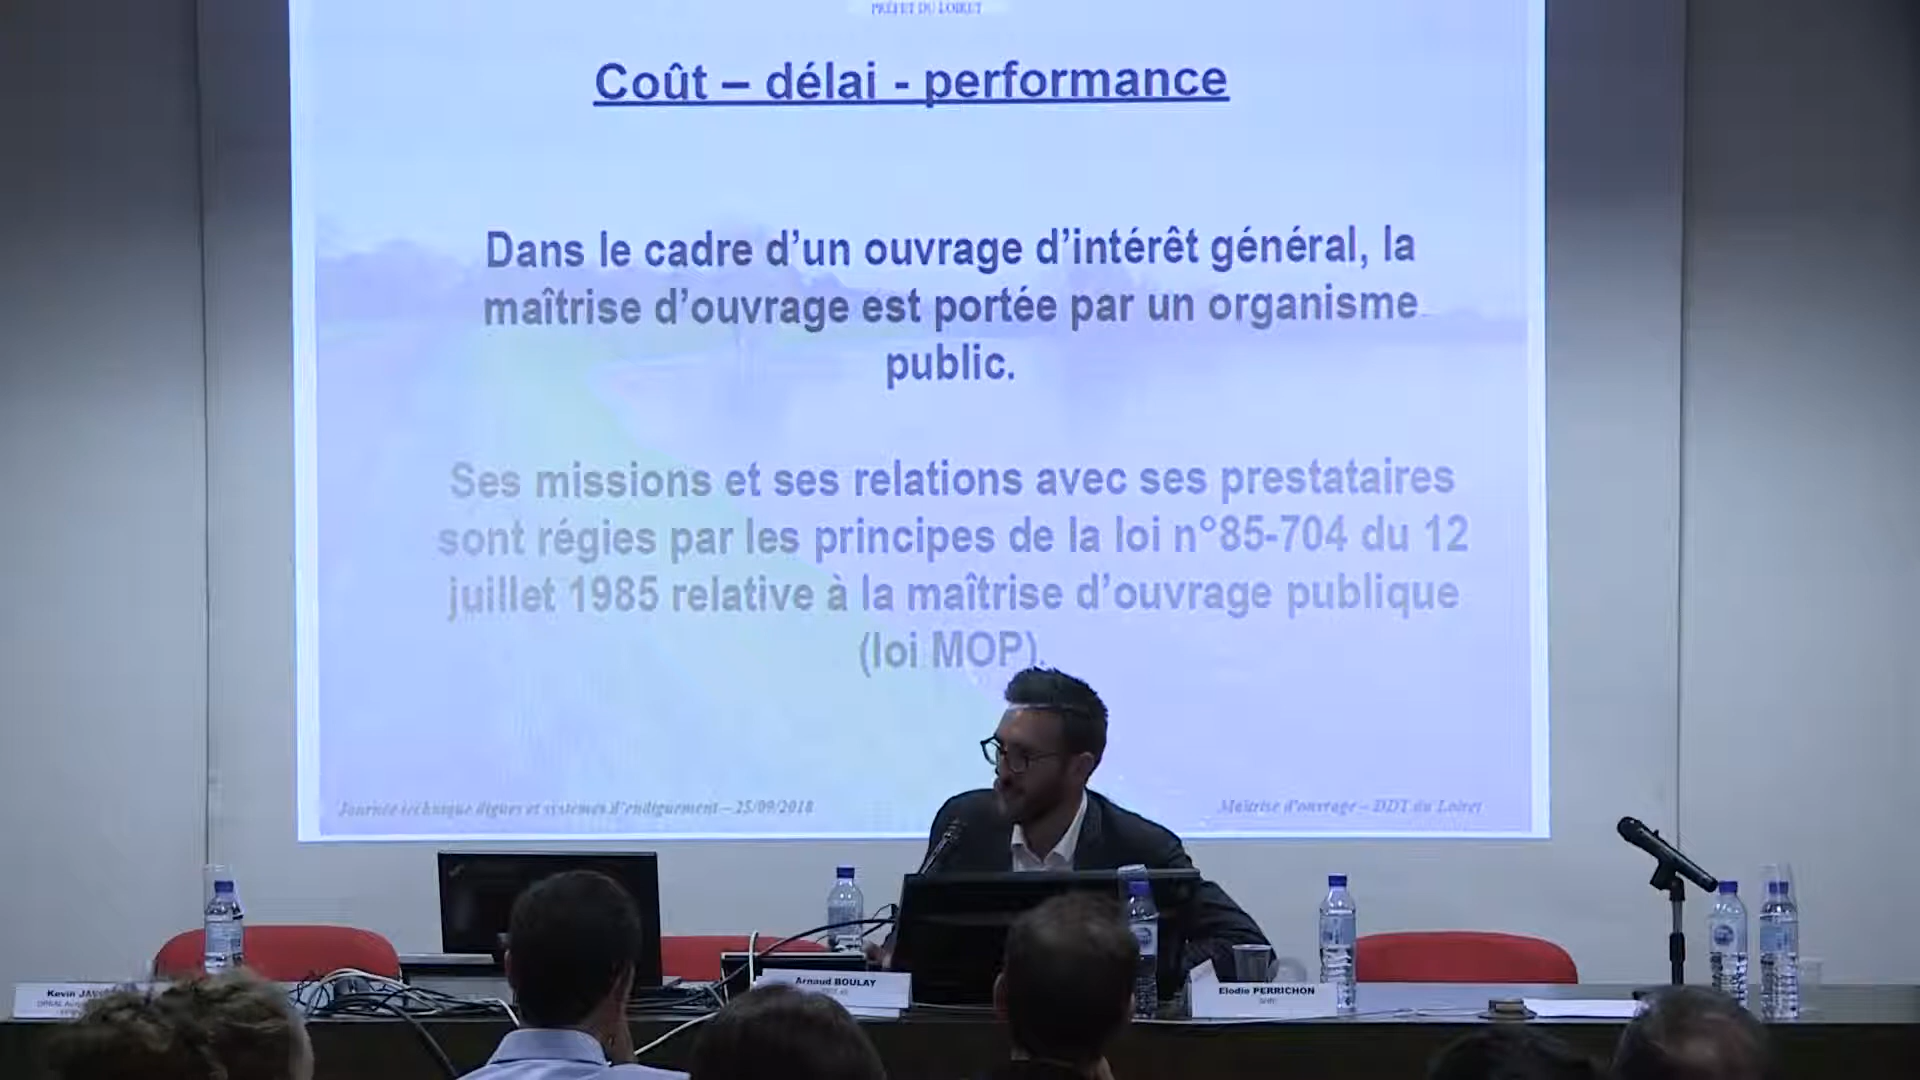 PRÉFET DU LOIRET
Coût – délai - performance
Dans le cadre d’un ouvrage d’intérêt général, la
maîtrise d’ouvrage est portée par un organisme
public.
Ses missions et ses relations avec ses prestataires
sont régies par les principes de la loi n°85-704 du 12
juillet 1985 relative à la maîtrise d’ouvrage publique
(loi MOP).
Journée technique digues et systèmes d’endiguement – 25/09/2018
Maîtrise d’ouvrage – DDT du Loiret
Kevin
Arnaud BOULAY
Elodie PERRICHON